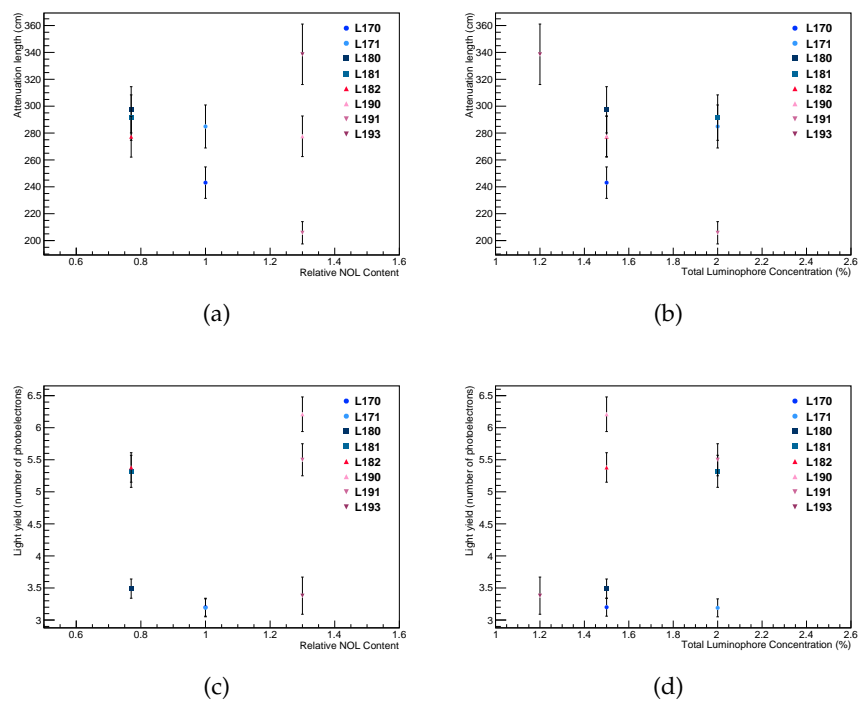 Attenuation length (cm)
360
340
320
300
280
260
240
220
200
0.6 0.8 1 1.2 1.4 1.6
Relative NOL Content
L170
L171
L180
L181
L182
L190
L191
L193
(a)
Attenuation length (cm)
360
340
320
300
280
260
240
220
200
1 1.2 1.4 1.6 1.8 2 2.2 2.4 2.6
Total Luminophore Concentration (%)
L170
L171
L180
L181
L182
L190
L191
L193
(b)
Light yield (number of photoelectrons)
6.5
6
5.5
5
4.5
4
3.5
3
0.6 0.8 1 1.2 1.4 1.6
Relative NOL Content
L170
L171
L180
L181
L182
L190
L191
L193
(c)
Light yield (number of photoelectrons)
6.5
6
5.5
5
4.5
4
3.5
3
1 1.2 1.4 1.6 1.8 2 2.2 2.4 2.6
Total Luminophore Concentration (%)
L170
L171
L180
L181
L182
L190
L191
L193
(d)